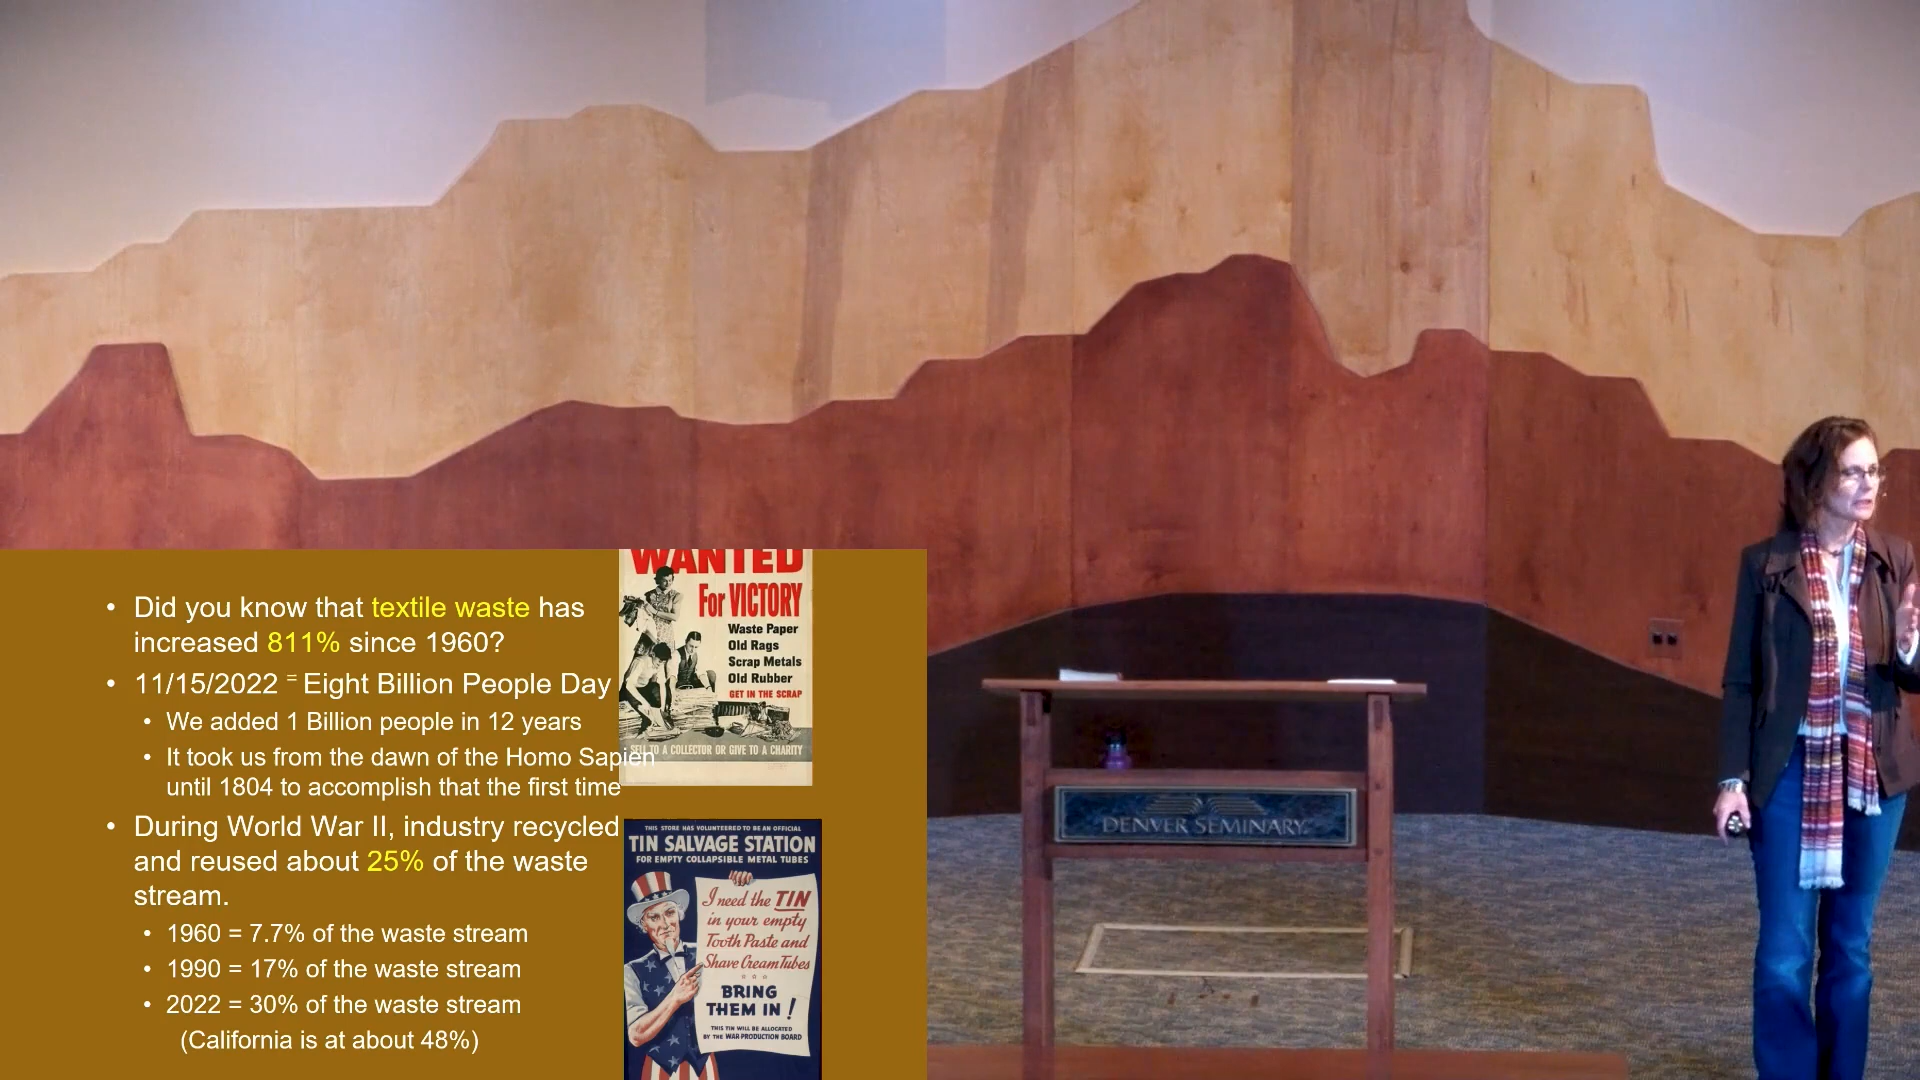 • Did you know that textile waste has
increased 811% since 1960?
• 11/15/2022 = Eight Billion People Day
• We added 1 Billion people in 12 years
• It took us from the dawn of the Homo Sapien
until 1804 to accomplish that the first time
• During World War II, industry recycled
and reused about 25% of the waste
stream.
• 1960 = 7.7% of the waste stream
• 1990 = 17% of the waste stream
• 2022 = 30% of the waste stream
(California is at about 48%)
WANTED
For VICTORY
Waste Paper
Old Rags
Scrap Metals
Old Rubber
GET IN THE SCRAP
SELL TO A COLLECTOR OR GIVE TO A CHARITY
THIS STORE HAS VOLUNTEERED TO BE AN OFFICIAL
TIN SALVAGE STATION
FOR EMPTY COLLAPSIBLE METAL TUBES
I need the TIN
in your empty
Tooth Paste and
Shave Cream Tubes
BRING
THEM IN!
THIS TIN WILL BE ALLOCATED
BY THE WAR PRODUCTION BOARD
DENVER SEMINARY